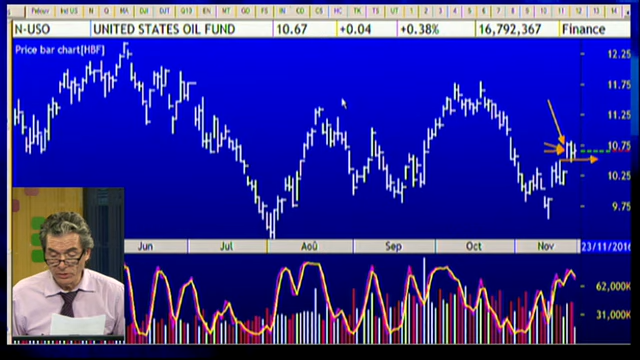 N-USO UNITED STATES OIL FUND 10.67 +0.04 +0.38% 16,792,367 Finance
Price bar chart[HBF]
12.25
11.75
11.25
10.75
10.25
9.75
Jun Jul Aoû Sep Oct Nov 23/11/2016
62,000K
31,000K